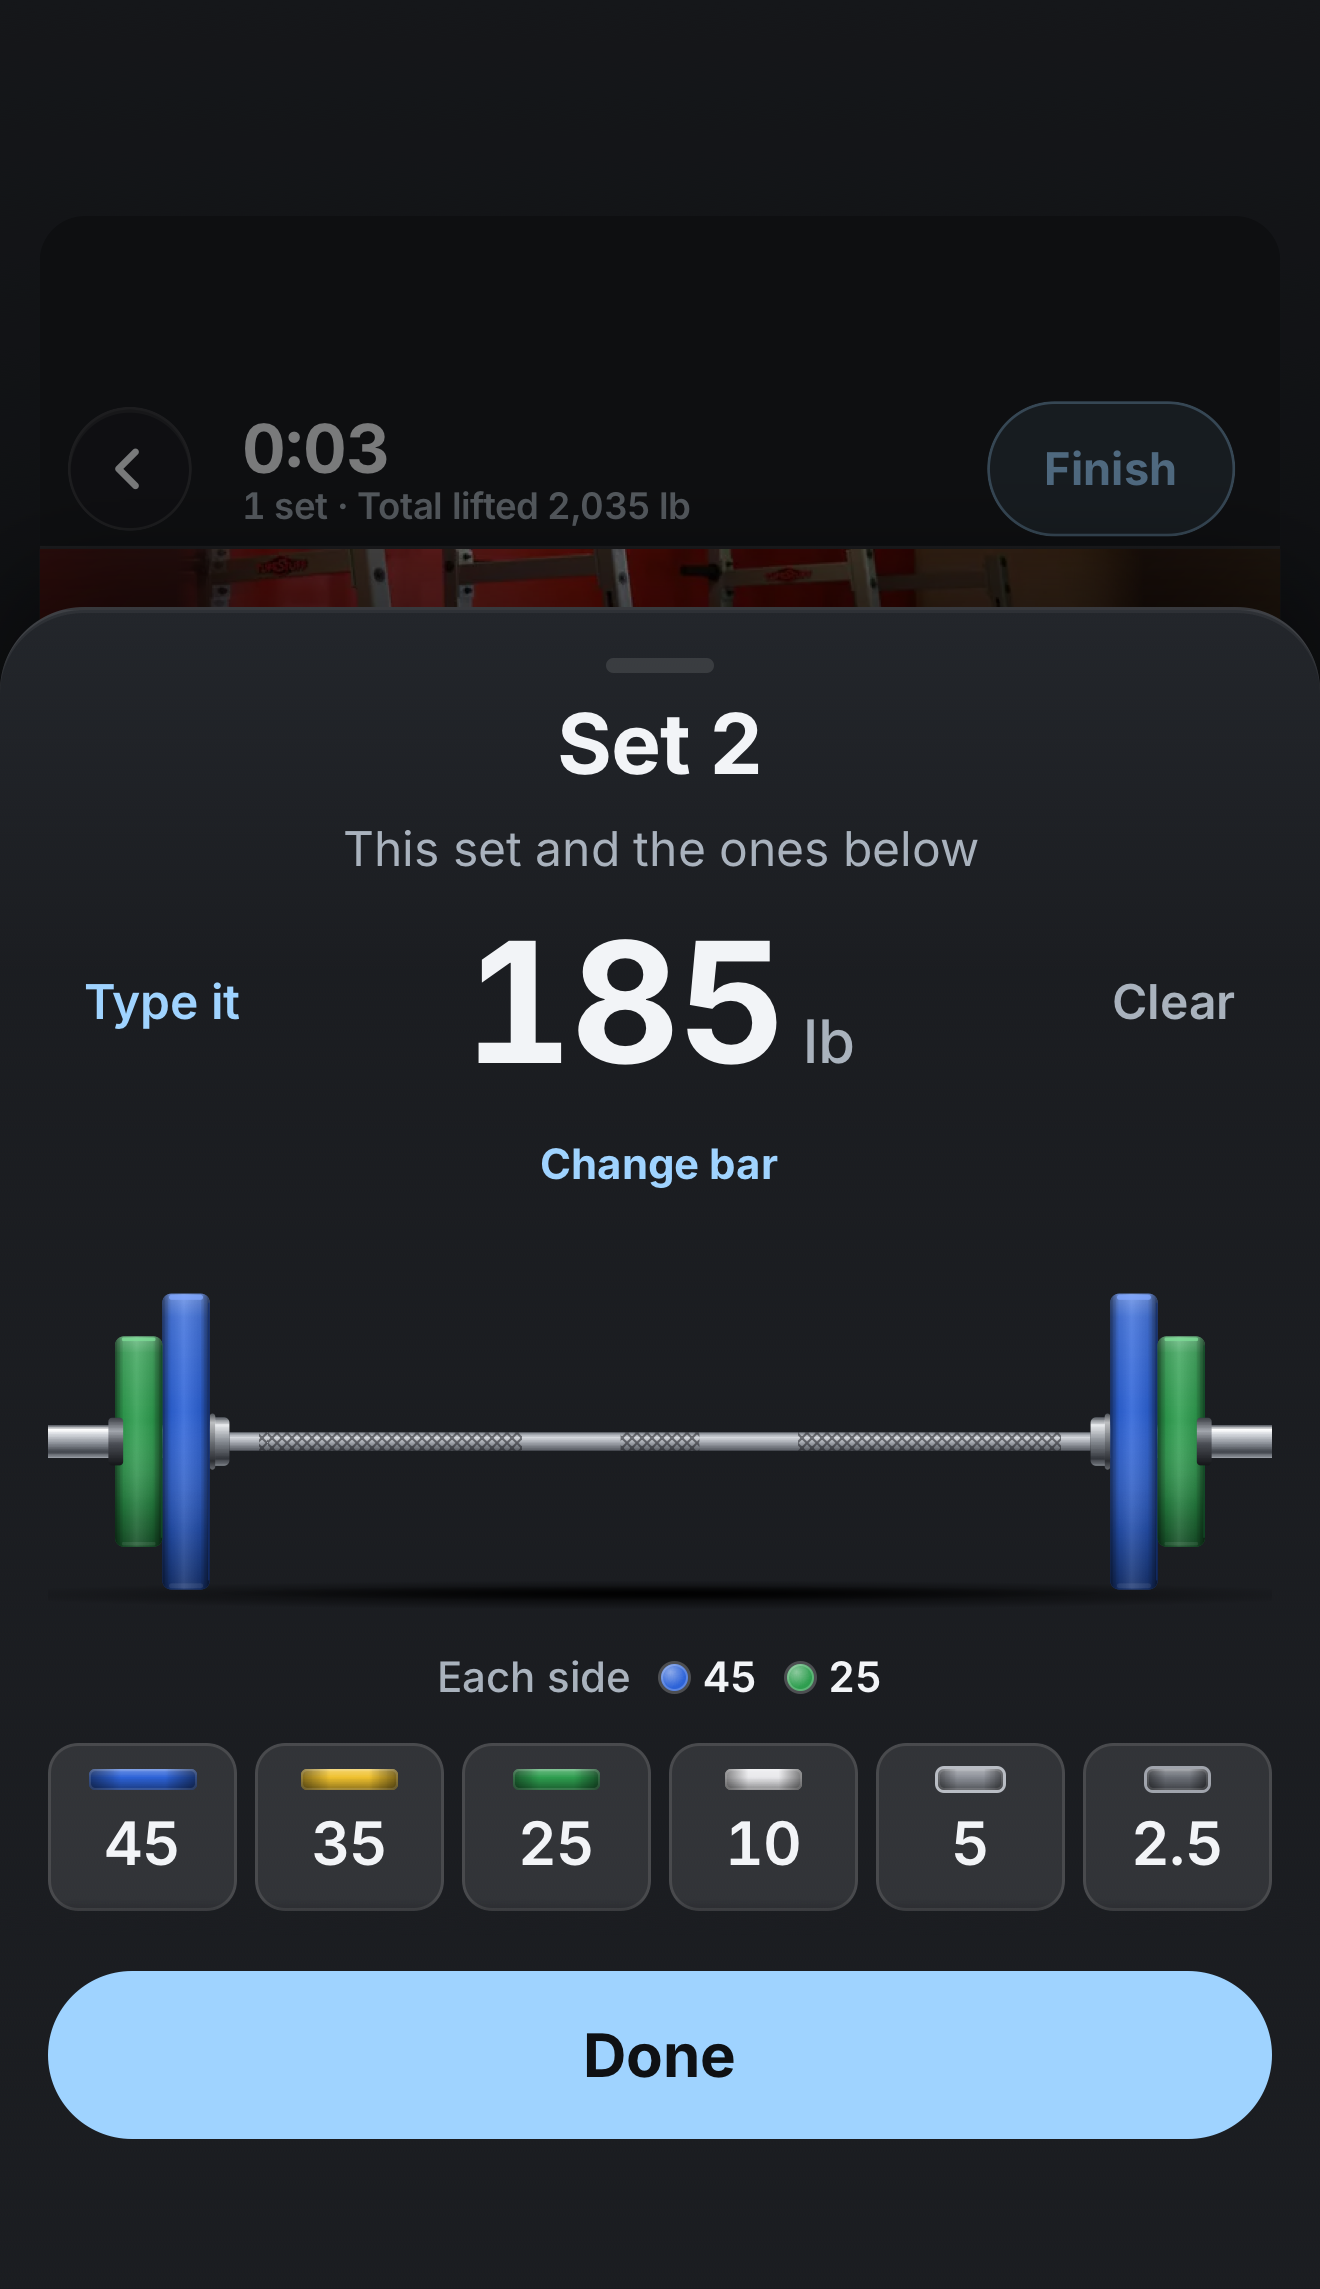 0:03
Finish
1 set · Total lifted 2,035 lb
Set 2
This set and the ones below
Type it
185 lb
Clear
Change bar
Each side 45 25
45 35 25 10 5 2.5
Done